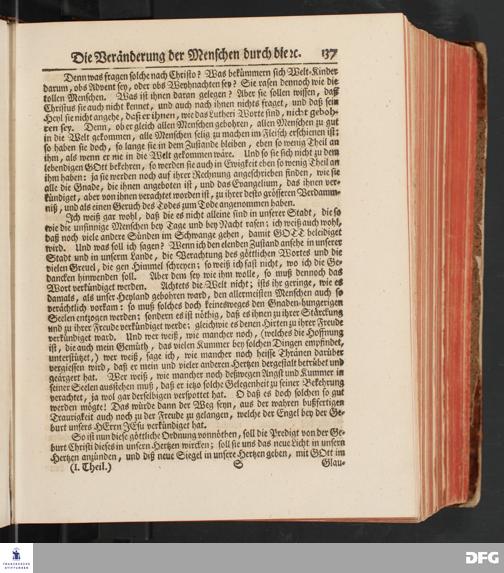 Die Veränderung der Menschen durch die ꝛc. 137
Denn was fragen solche nach Christo? Was bekümmern sich Welt-Kinder
darum, obs Advent sey, oder obs Weyhnachten sey? Sie rasen dennoch wie die
tollen Menschen. Was ist ihnen daran gelegen? Aber sie sollen wissen, daß
Christus sie auch nicht kennet, und auch nach ihnen nichts fraget, und daß sein
Heyl sie nicht angehe, daß er ihnen, wie das Luthers Worte sind, nicht geboh-
ren sey. Denn, ob er gleich allen Menschen gebohren, allen Menschen zu gut
in die Welt gekommen, alle Menschen selig zu machen im Fleisch erschienen ist;
so haben sie doch, so lange sie in dem Zustande bleiben, eben so wenig Theil an
ihm, als wenn er nie in die Welt gekommen wäre. Und so sie sich nicht zu dem
lebendigen GOtt bekehren, so werden sie auch in Ewigkeit eben so wenig Theil an
ihm haben: ja sie werden noch auf ihrer Rechnung angeschrieben finden, wie sie
alle die Gnade, die ihnen angeboten ist, und das Evangelium, das ihnen ver-
kündiget, aber von ihnen verachtet worden ist, zu ihrer desto grösseren Verdamm-
niß, und als einen Geruch des Todes zum Tode angenommen haben.
Ich weiß gar wohl, daß die es nicht alleine sind in unserer Stadt, die so
wie die unsinnige Menschen bey Tage und bey Nacht rasen; ich weiß auch wohl,
daß noch viele andere Sünden im Schwange gehen, damit GOTT beleidiget
wird. Und was soll ich sagen? Wenn ich den elenden Zustand ansehe in unserer
Stadt und in unserm Lande, die Verachtung des göttlichen Wortes und die
vielen Greuel, die gen Himmel schreyen; so weiß ich fast nicht, wo ich die Ge-
dancken hinwenden soll. Aber dem sey wie ihm wolle, so muß dennoch das
Wort verkündiget werden. Achtets die Welt nicht; ists ihr geringe, wie es
damals, als unser Heyland gebohren ward, den allermeisten Menschen auch so
verächtlich vorkam: so muß solches doch keinesweges den Gnaden-hungerigen
Seelen entzogen werden; sondern es ist nöthig, daß es ihnen zu ihrer Stärckung
und zu ihrer Freude verkündiget werde; gleichwie es denen Hirten zu ihrer Freude
verkündiget ward. Und wer weiß, wie mancher noch, (welches die Hoffnung
ist, die auch mein Gemüth, das vielen Kummer bey solchen Dingen empfindet,
unterstützet,) wer weiß, sage ich, wie mancher noch heisse Thränen darüber
vergiessen wird, daß er mein und vieler anderen Hertzen dergestalt betrübet und
geärgert hat. Wer weiß, wie mancher noch deßwegen Angst und Kummer in
seiner Seelen ausstehen muß, daß er ietzo solche Gelegenheit zu seiner Bekehrung
verachtet, ja wol gar derselbigen verspottet hat. O daß es doch solchen so gut
werden möge! Das würde dann der Weg seyn, aus der wahren bußfertigen
Traurigkeit auch noch zu der Freude zu gelangen, welche der Engel bey der Ge-
burt unsers HErrn JEsu verkündiget hat.
So ist nun diese göttliche Ordnung vonnöthen, soll die Predigt von der Ge-
burt Christi dieses in unsern Hertzen wircken; soll sie uns das neue Licht in unsern
Hertzen anzünden, und diß neue Siegel in unsere Hertzen geben, mit GOtt im
(I. Theil.) S Glau-
FRANCKESCHE
STIFTUNGEN
DFG